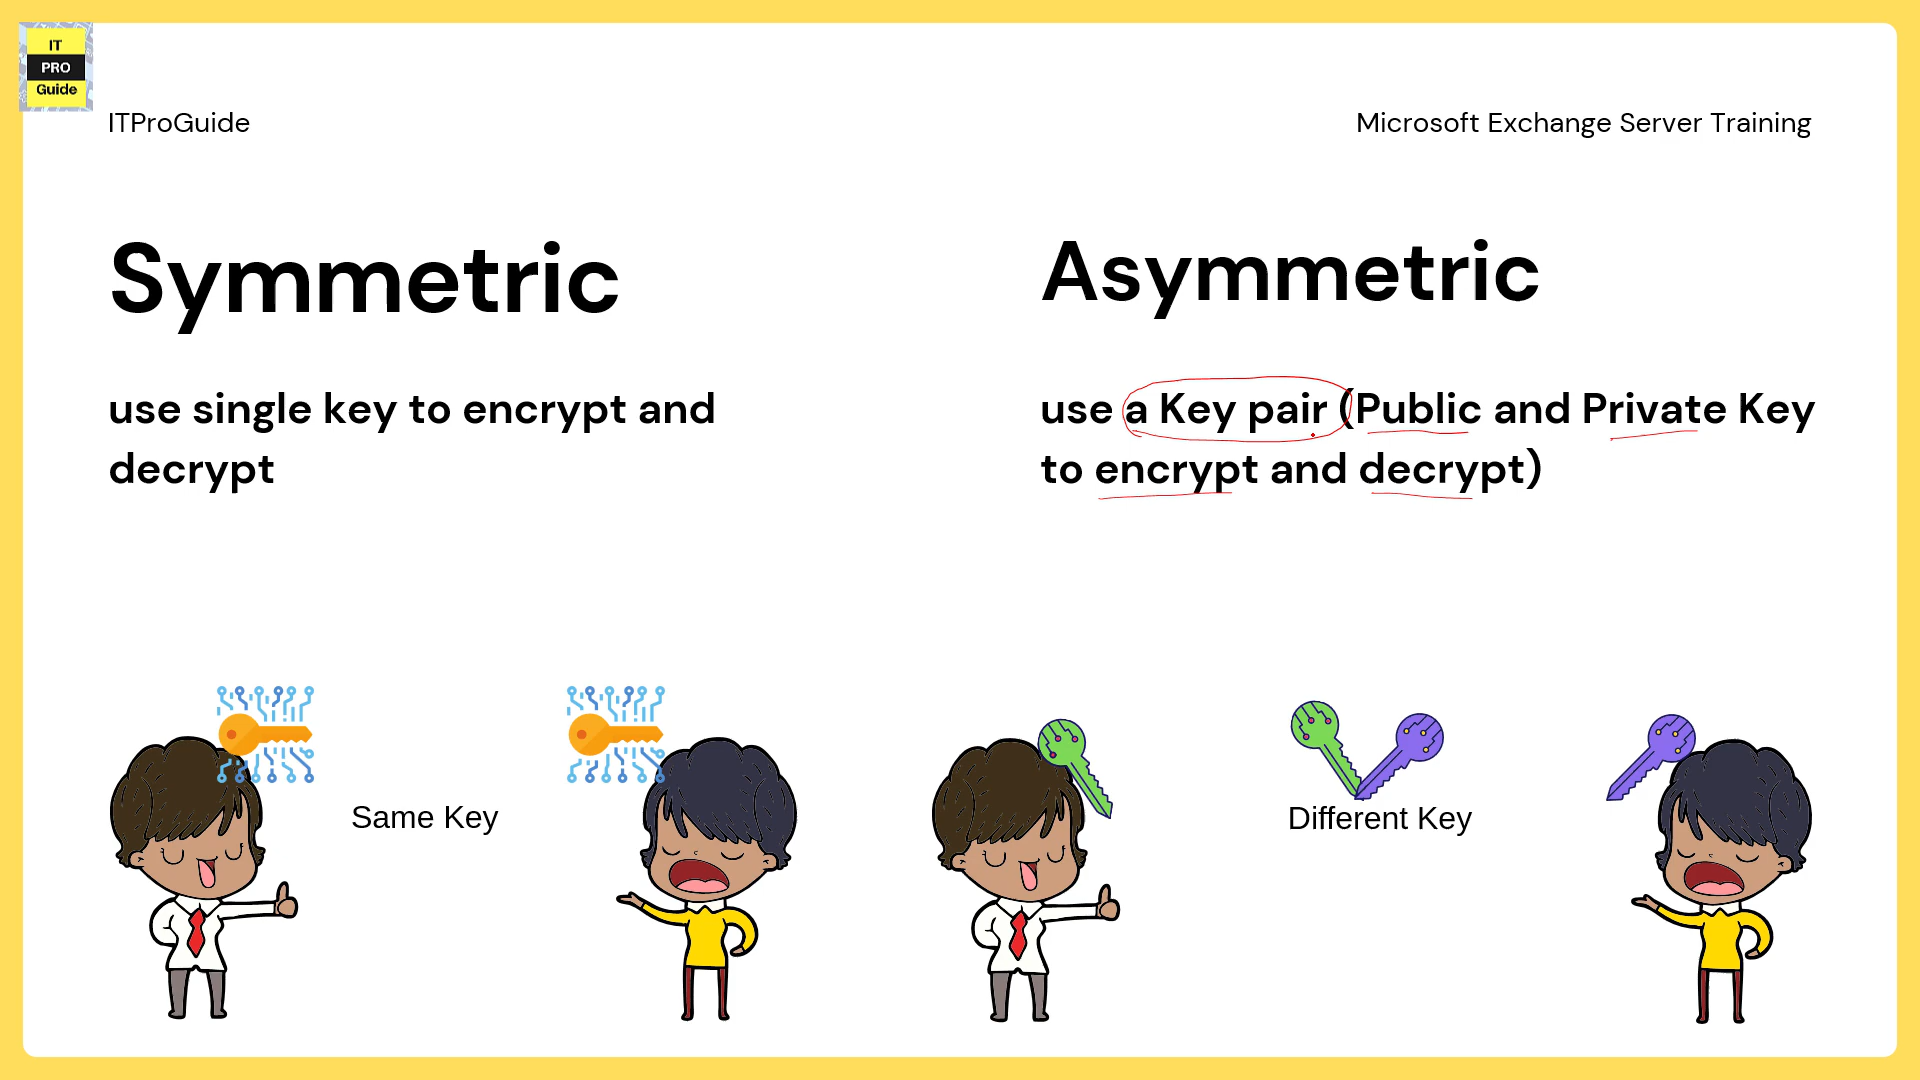 IT
PRO
Guide
ITProGuide
Microsoft Exchange Server Training
Symmetric
use single key to encrypt and
decrypt
Asymmetric
use a Key pair (Public and Private Key
to encrypt and decrypt)
Same Key
Different Key